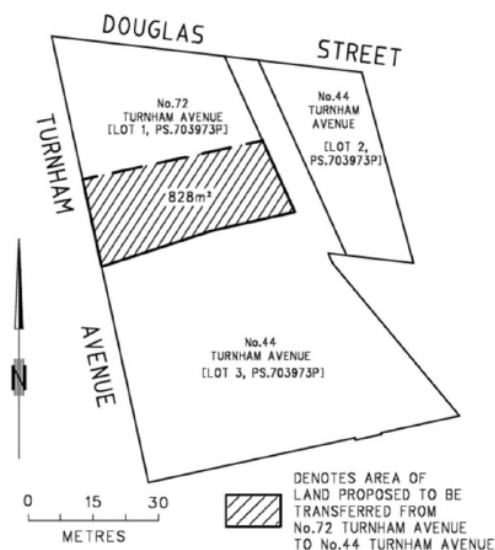 DOUGLAS STREET
No.72
TURNHAM AVENUE
[LOT 1, PS.703973P]
No.44
TURNHAM
AVENUE
[LOT 2,
PS.703973P]
TURNHAM
828m²
AVENUE
No.44
TURNHAM AVENUE
[LOT 3, PS.703973P]
N
0 15 30
METRES
DENOTES AREA OF
LAND PROPOSED TO BE
TRANSFERRED FROM
No.72 TURNHAM AVENUE
TO No.44 TURNHAM AVENUE